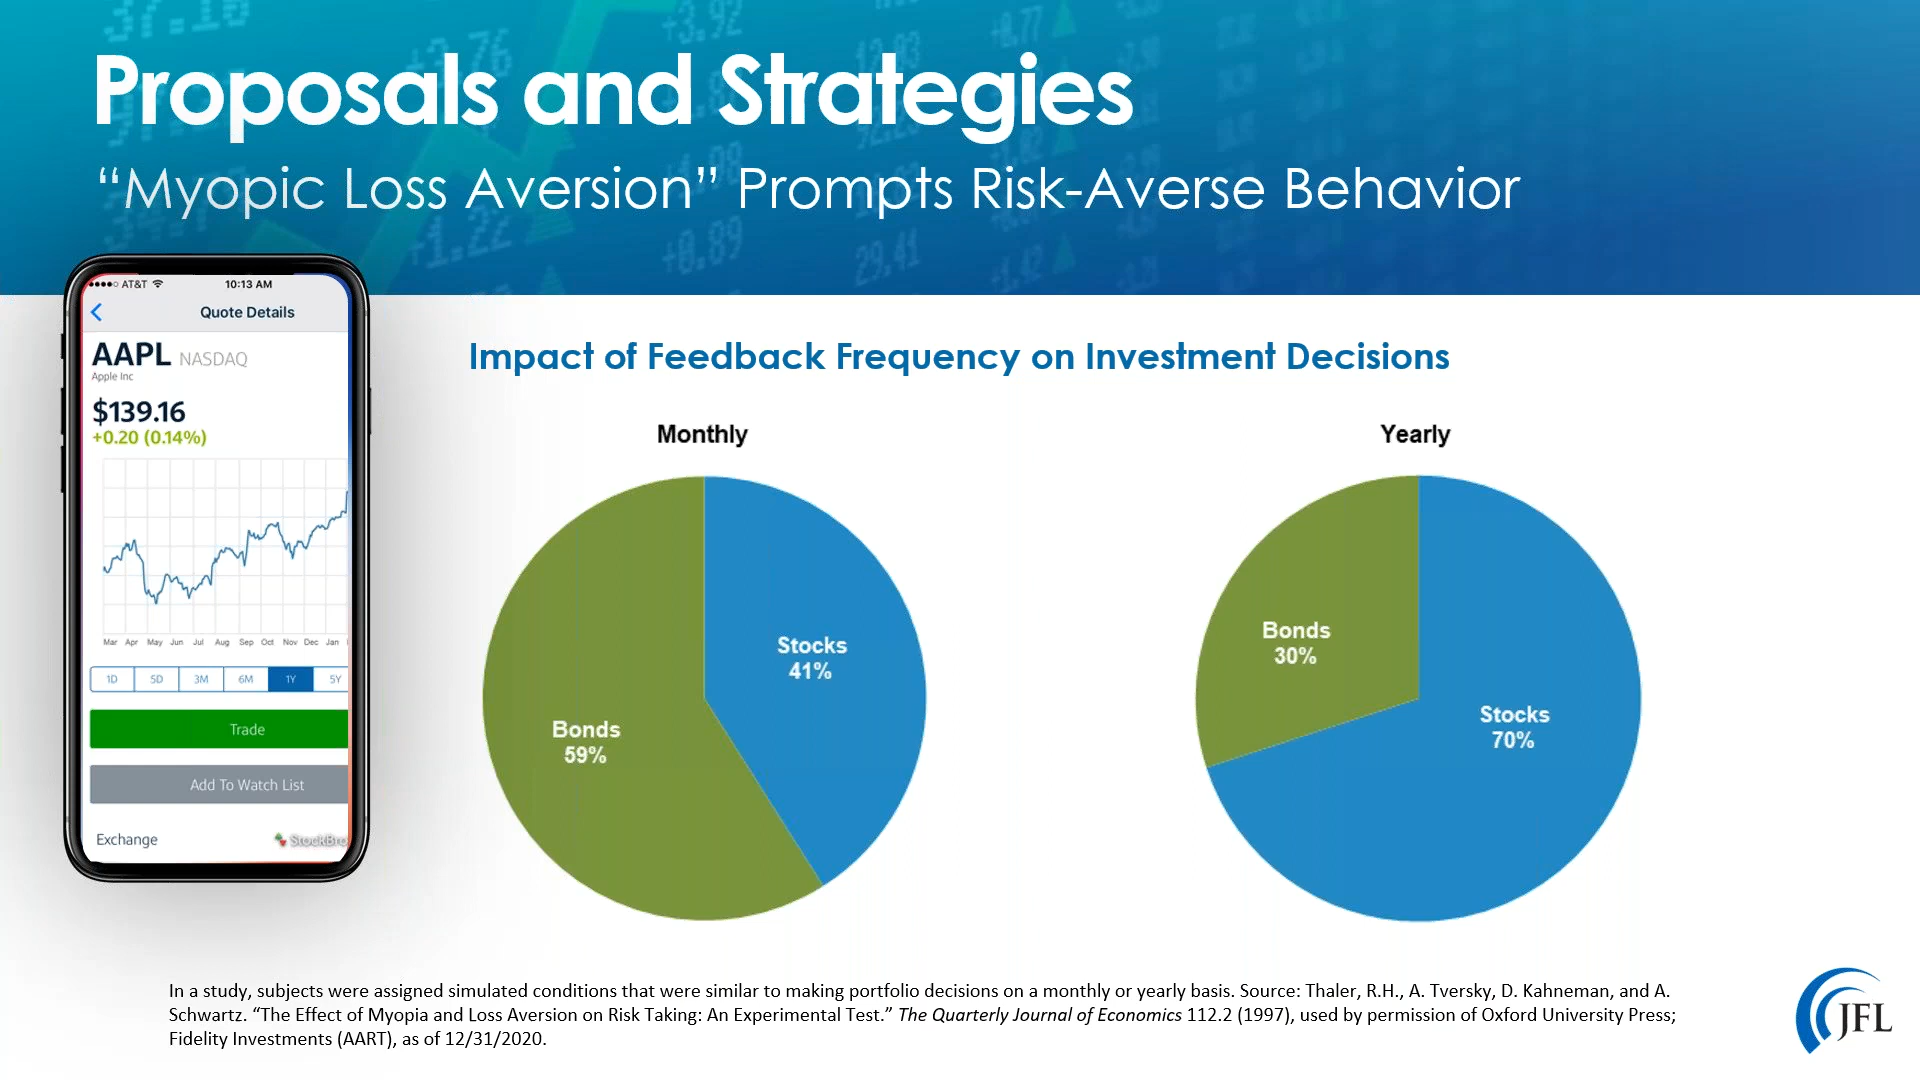 Proposals and Strategies
“Myopic Loss Aversion” Prompts Risk-Averse Behavior
AT&T 10:13 AM
Quote Details
AAPL NASDAQ
Apple Inc
$139.16
+0.20 (0.14%)
Mar Apr May Jun Jul Aug Sep Oct Nov Dec Jan
1D 5D 3M 6M 1Y 5Y
Trade
Add To Watch List
Exchange
Impact of Feedback Frequency on Investment Decisions
Monthly
Stocks
41%
Bonds
59%
Yearly
Bonds
30%
Stocks
70%
In a study, subjects were assigned simulated conditions that were similar to making portfolio decisions on a monthly or yearly basis. Source: Thaler, R.H., A. Tversky, D. Kahneman, and A.
Schwartz. “The Effect of Myopia and Loss Aversion on Risk Taking: An Experimental Test.” The Quarterly Journal of Economics 112.2 (1997), used by permission of Oxford University Press;
Fidelity Investments (AART), as of 12/31/2020.
JFL